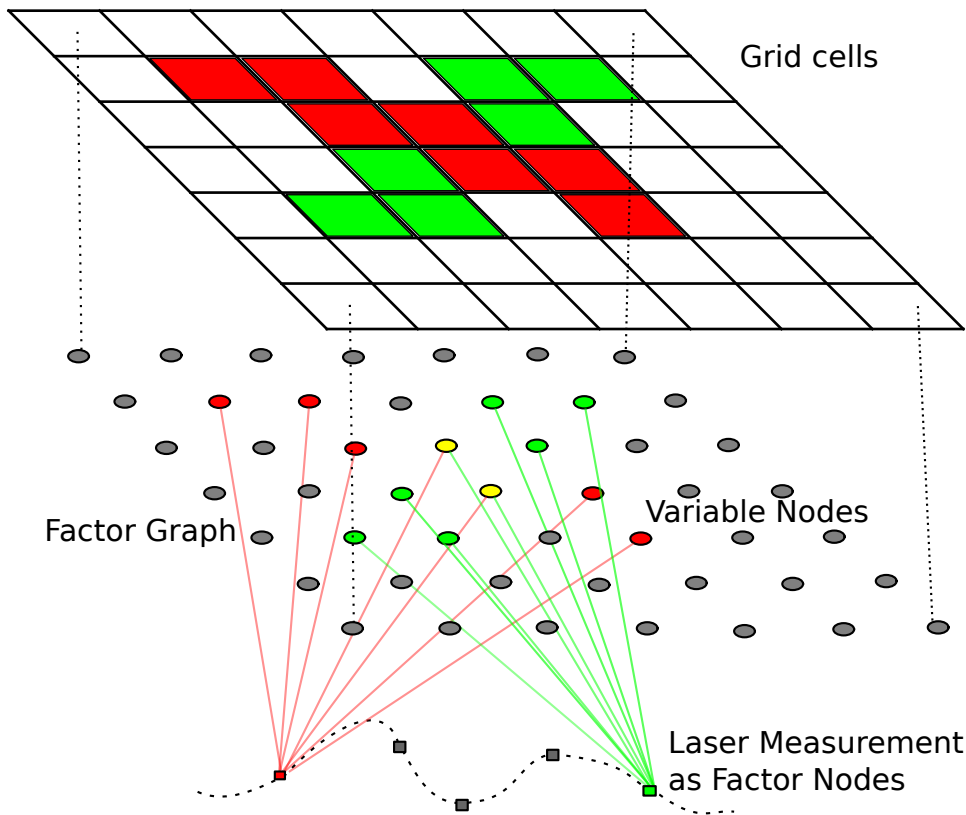 Grid cells
Variable Nodes
Factor Graph
Laser Measurement
as Factor Nodes